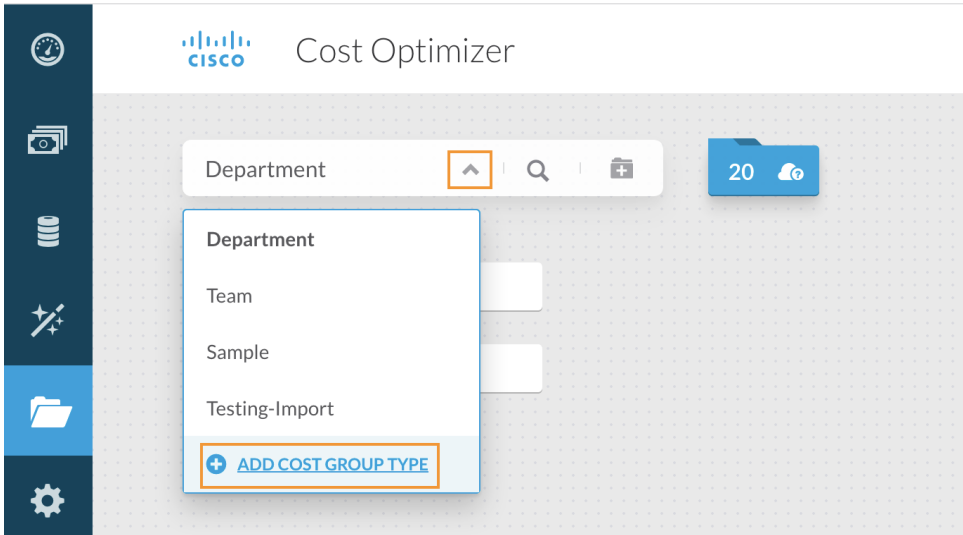 CISCO
Cost Optimizer
Department
20
Department
Team
Sample
Testing-Import
ADD COST GROUP TYPE